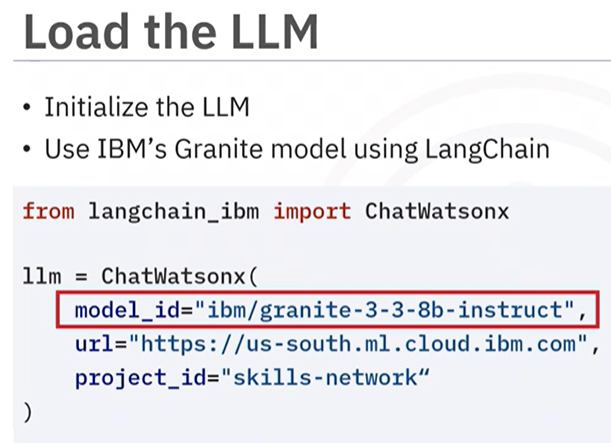 Load the LLM
• Initialize the LLM
• Use IBM's Granite model using LangChain
from langchain_ibm import ChatWatsonx
llm = ChatWatsonx(
model_id="ibm/granite-3-3-8b-instruct",
url="https://us-south.ml.cloud.ibm.com",
project_id="skills-network“
)